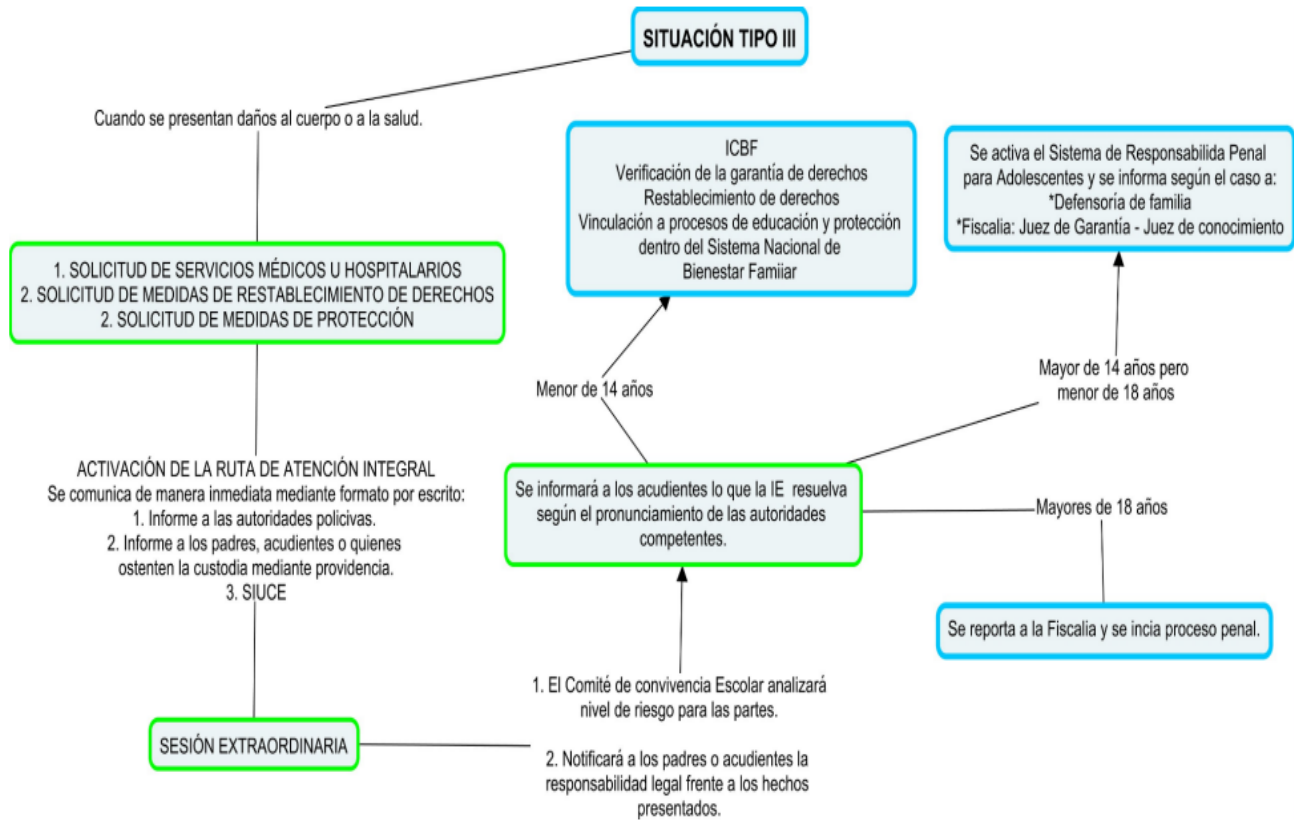 SITUACIÓN TIPO III
Cuando se presentan daños al cuerpo o a la salud.
1. SOLICITUD DE SERVICIOS MÉDICOS U HOSPITALARIOS
2. SOLICITUD DE MEDIDAS DE RESTABLECIMIENTO DE DERECHOS
2. SOLICITUD DE MEDIDAS DE PROTECCIÓN
ACTIVACIÓN DE LA RUTA DE ATENCIÓN INTEGRAL
Se comunica de manera inmediata mediante formato por escrito:
1. Informe a las autoridades policivas.
2. Informe a los padres, acudientes o quienes
ostenten la custodia mediante providencia.
3. SIUCE
SESIÓN EXTRAORDINARIA
1. El Comité de convivencia Escolar analizará
nivel de riesgo para las partes.
2. Notificará a los padres o acudientes la
responsabilidad legal frente a los hechos
presentados.
Se informará a los acudientes lo que la IE resuelva
según el pronunciamiento de las autoridades
competentes.
Menor de 14 años
ICBF
Verificación de la garantía de derechos
Restablecimiento de derechos
Vinculación a procesos de educación y protección
dentro del Sistema Nacional de
Bienestar Famiiar
Mayor de 14 años pero
menor de 18 años
Se activa el Sistema de Responsabilida Penal
para Adolescentes y se informa según el caso a:
*Defensoría de familia
*Fiscalia: Juez de Garantía - Juez de conocimiento
Mayores de 18 años
Se reporta a la Fiscalia y se incia proceso penal.